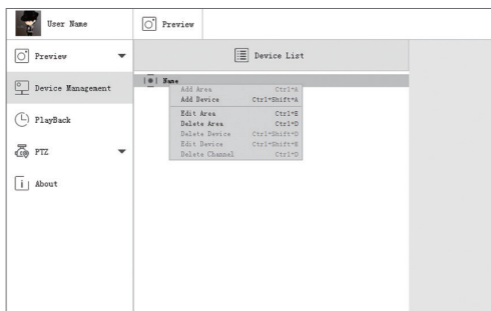 User Name
Preview
Preview
Device List
Device Management
Name
Add Area Ctrl+A
Add Device Ctrl+Shift+A
Edit Area Ctrl+E
Delete Area Ctrl+D
Delete Device Ctrl+Shift+D
Edit Device Ctrl+Shift+E
Delete Channel Ctrl+D
PlayBack
PTZ
About